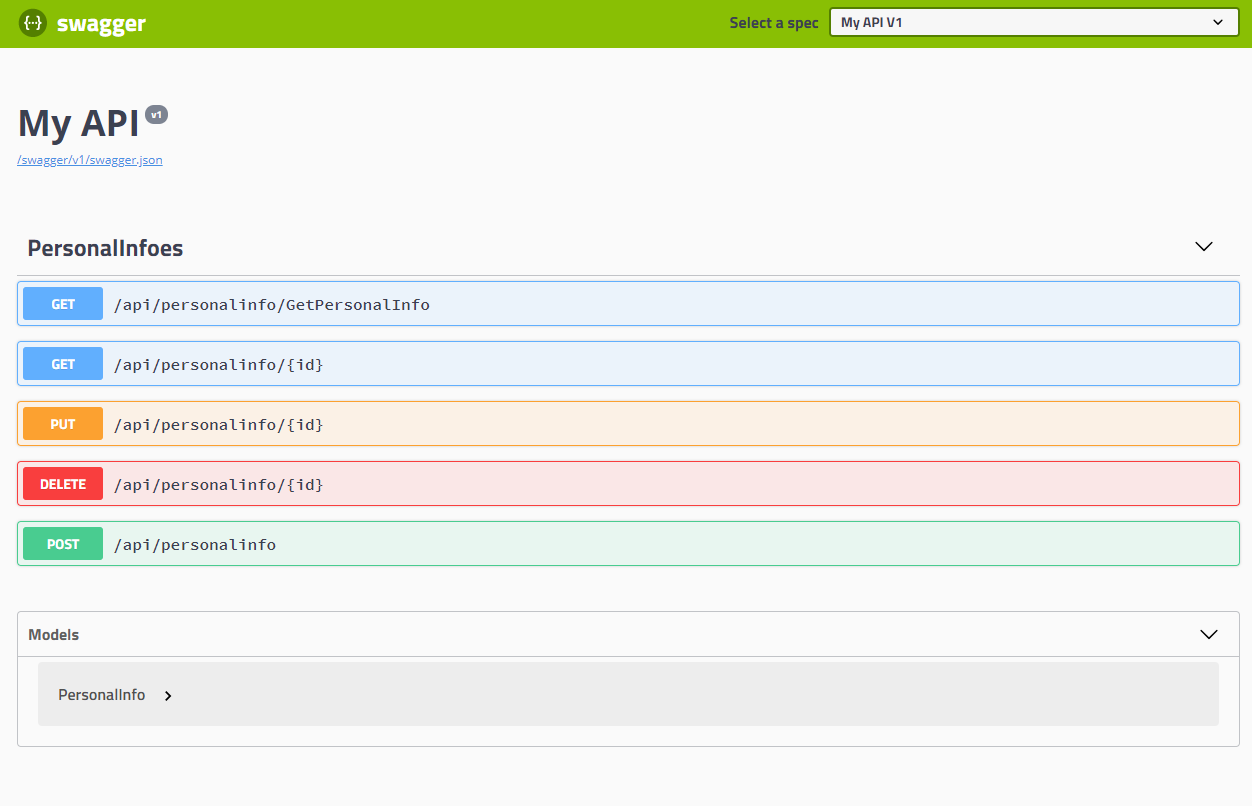 {··} swagger
Select a spec
My API V1
My API v1
/swagger/v1/swagger.json
PersonalInfoes
GET /api/personalinfo/GetPersonalInfo
GET /api/personalinfo/{id}
PUT /api/personalinfo/{id}
DELETE /api/personalinfo/{id}
POST /api/personalinfo
Models
PersonalInfo